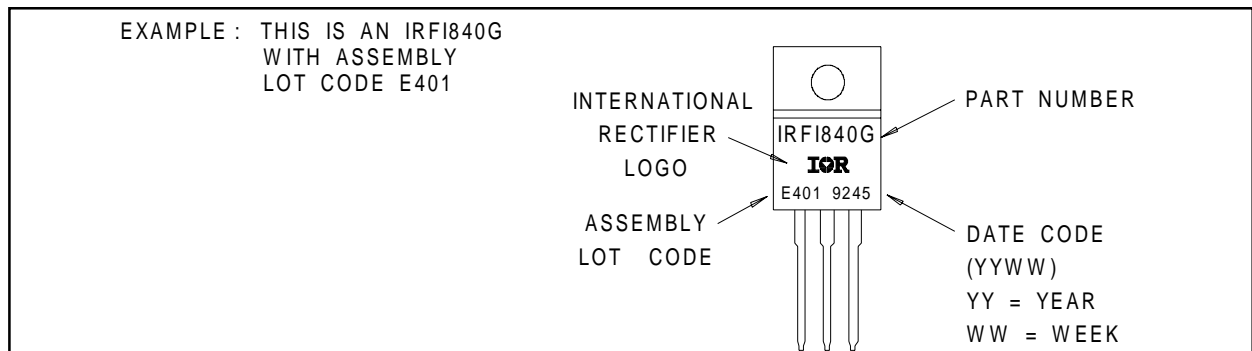 EXAMPLE : THIS IS AN IRFI840G
WITH ASSEMBLY
LOT CODE E401
INTERNATIONAL
RECTIFIER
LOGO
PART NUMBER
IRFI840G
IOR
E401 9245
ASSEMBLY
LOT CODE
DATE CODE
(YYWW)
YY = YEAR
WW = WEEK